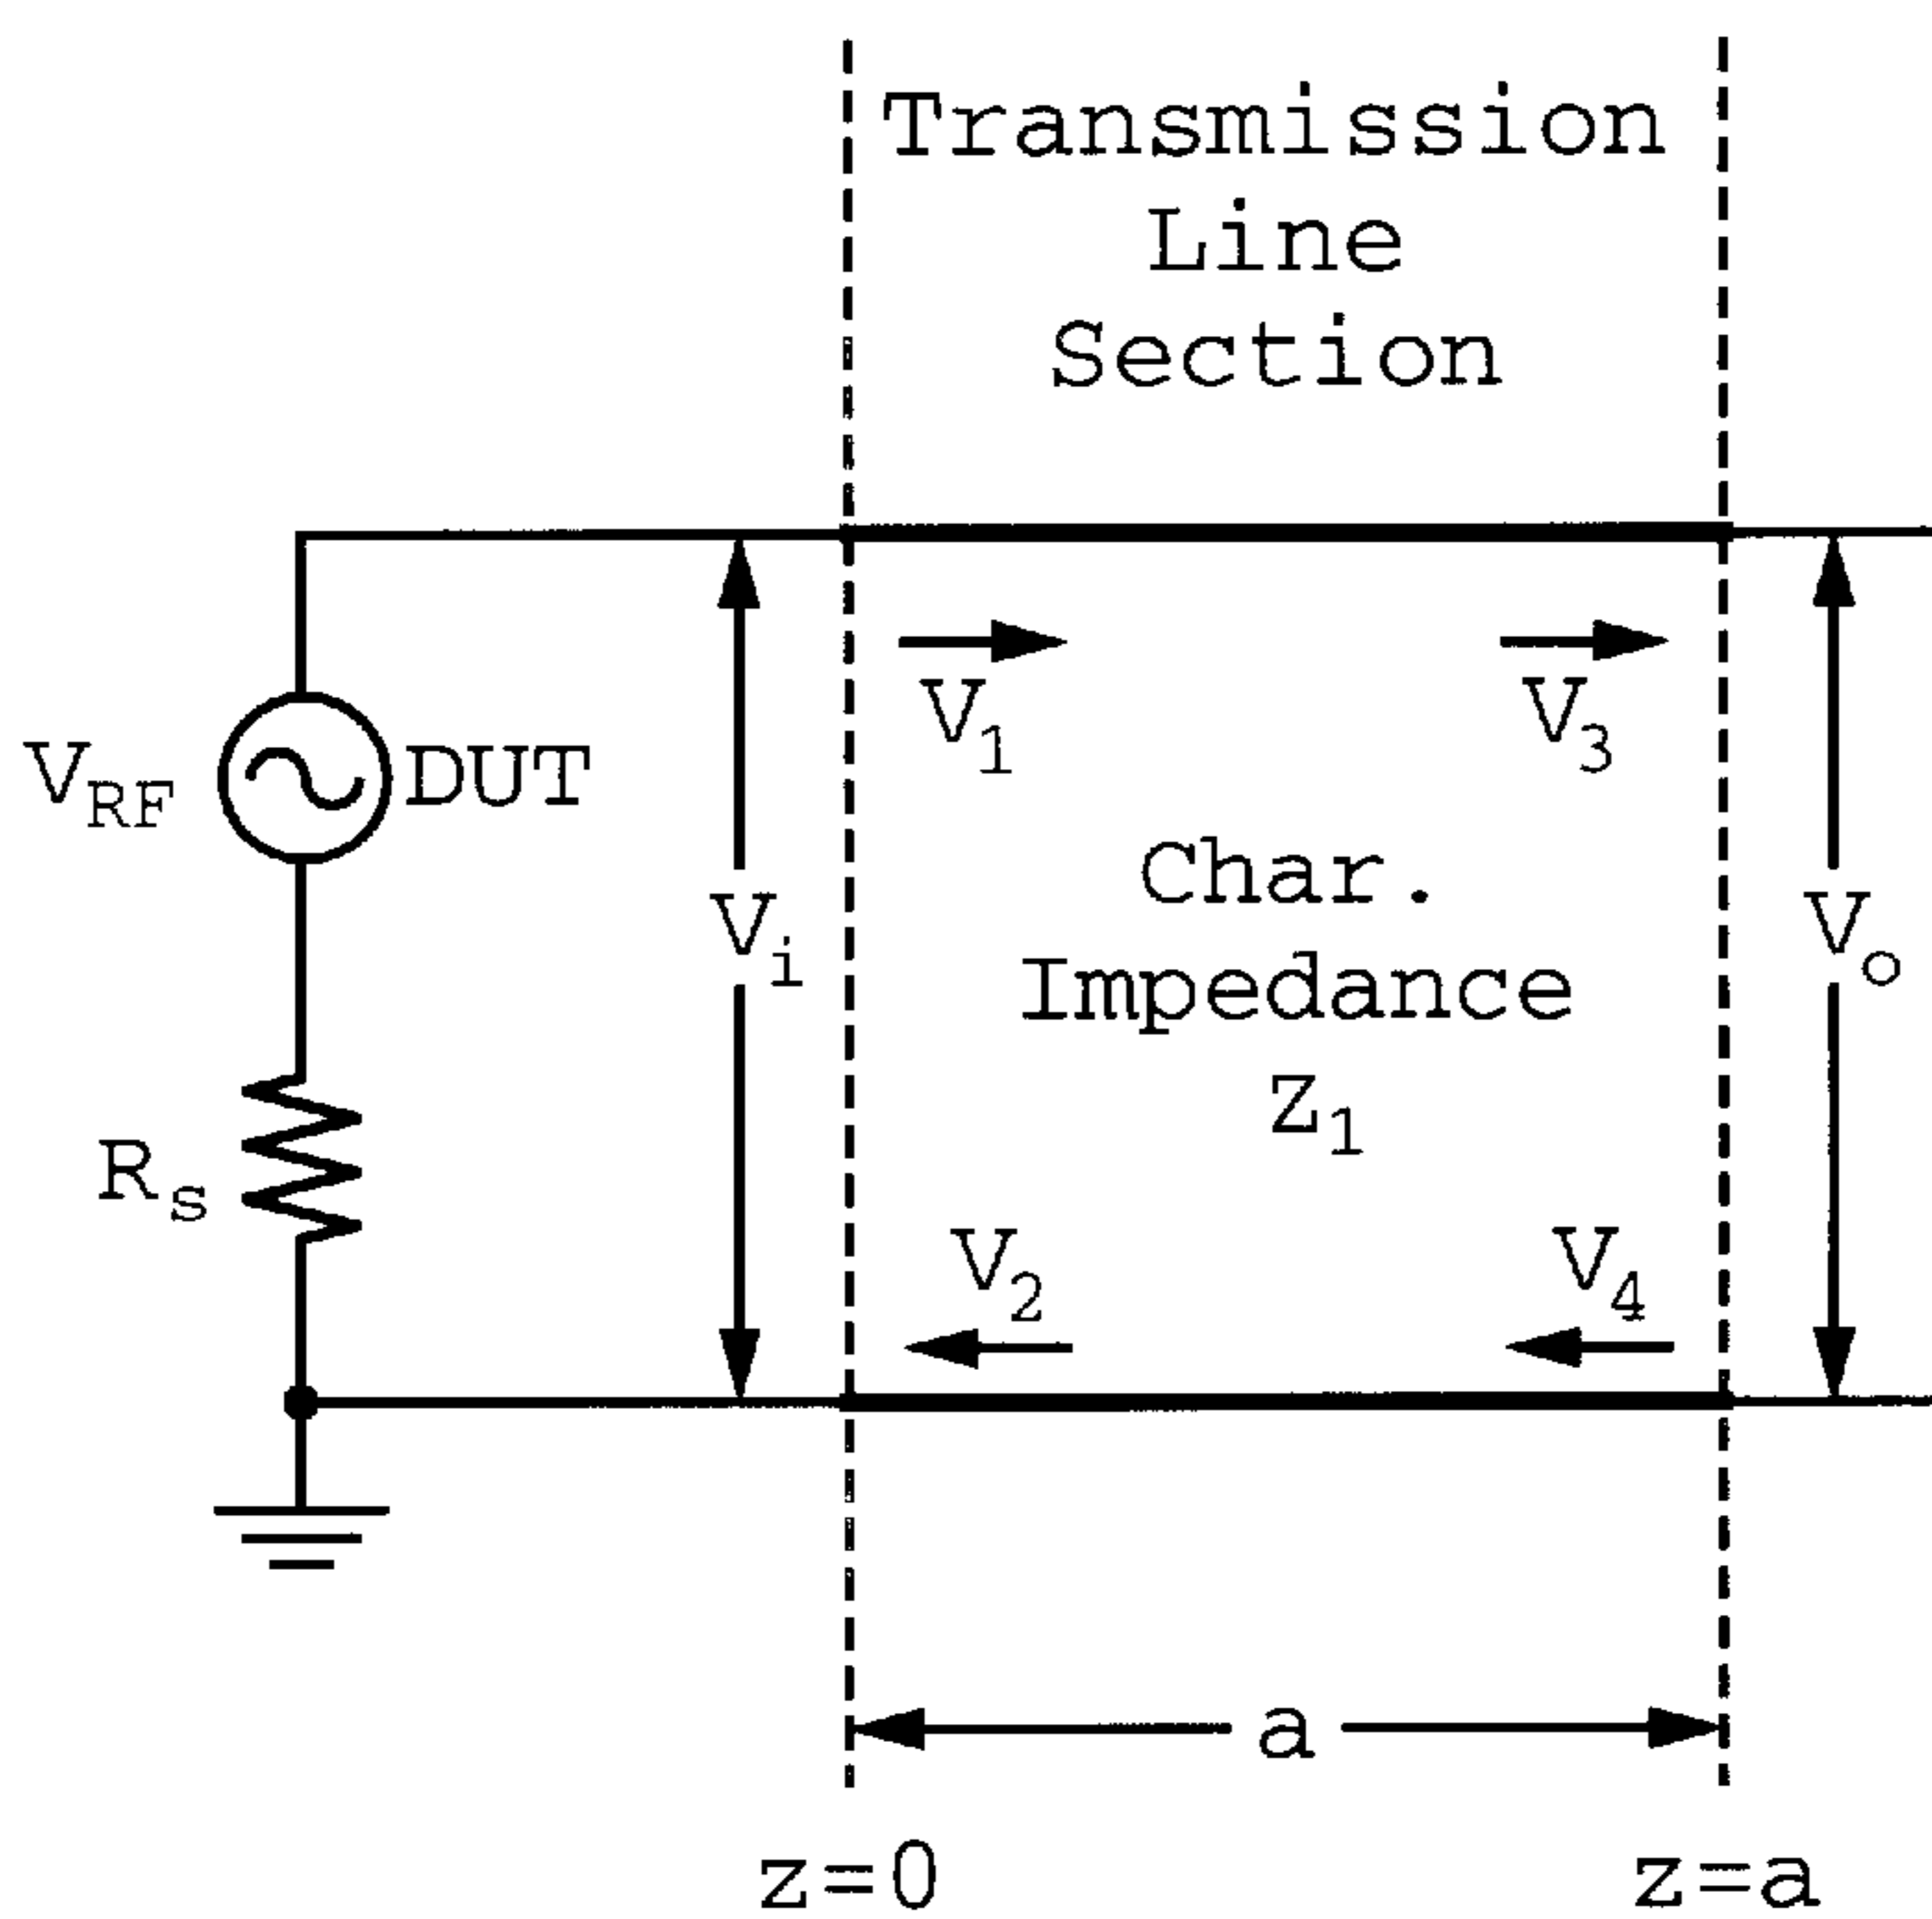 Transmission
Line
Section
V1
V3
VRF
DUT
Char.
Impedance
Z1
Vi
Vo
Rs
V2
V4
a
z=0
z=a